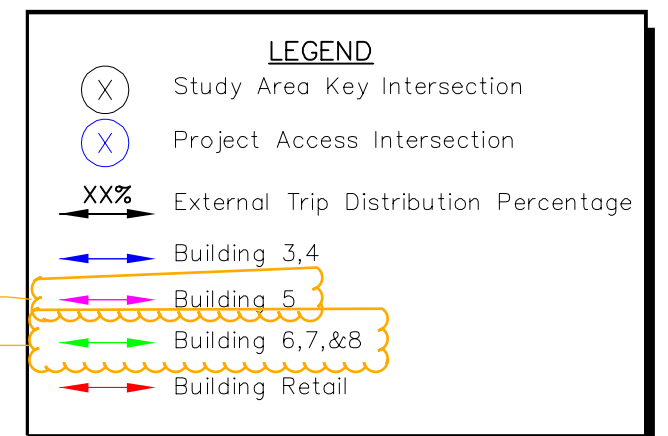 LEGEND
X Study Area Key Intersection
X Project Access Intersection
XX% External Trip Distribution Percentage
Building 3,4
Building 5
Building 6,7,&8
Building Retail